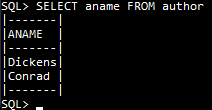 SQL> SELECT aname FROM author
|-------|
|ANAME  |
|-------|
|Dickens|
|Conrad |
|-------|
SQL>